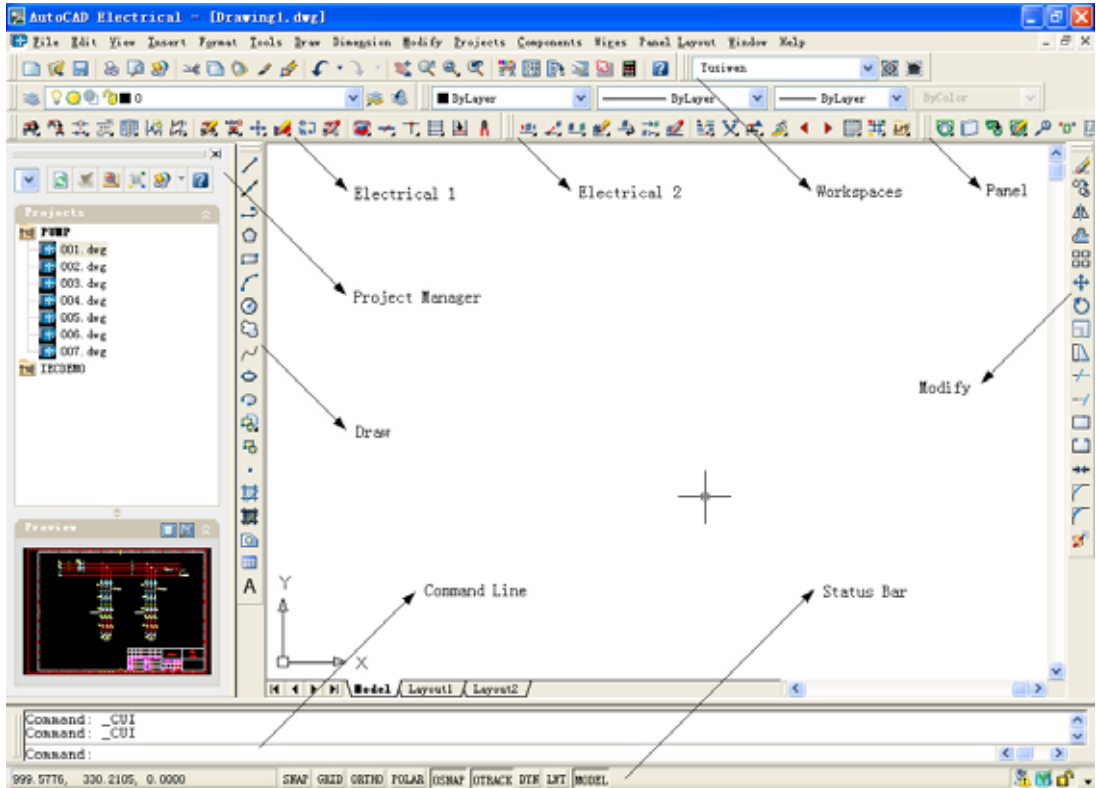 AutoCAD Electrical - [Drawing1.dwg]
File Edit View Insert Format Tools Draw Dimension Modify Projects Components Wires Panel Layout Window Help
Yusiwen
0 ByLayer ByLayer ByLayer ByColor
Electrical 1 Electrical 2 Workspaces Panel
Projects
PUMP
001.dwg
002.dwg
003.dwg
004.dwg
005.dwg
006.dwg
007.dwg
IECDEMO
Project Manager
Modify
Draw
Preview
A
Y
X
Command Line
Status Bar
Model Layout1 Layout2
Command: _CUI
Command: _CUI
Command:
999.5776, 330.2105, 0.0000 SNAP GRID ORTHO POLAR OSNAP OTRACK DYN LWT MODEL